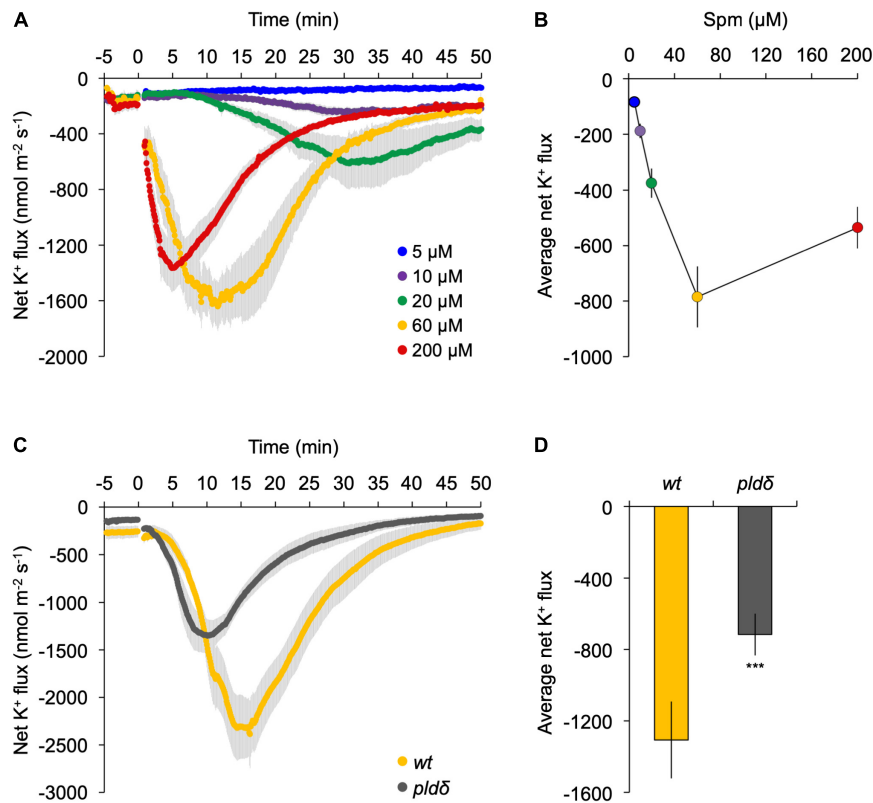 A
Time (min)
-5 0 5 10 15 20 25 30 35 40 45 50
0
-400
-800
-1200
-1600
-2000
Net K⁺ flux (nmol m⁻² s⁻¹)
5 µM
10 µM
20 µM
60 µM
200 µM
B
Spm (µM)
0 40 80 120 160 200
0
-200
-400
-600
-800
-1000
Average net K⁺ flux
C
Time (min)
-5 0 5 10 15 20 25 30 35 40 45 50
0
-500
-1000
-1500
-2000
-2500
-3000
Net K⁺ flux (nmol m⁻² s⁻¹)
wt
pldδ
D
wt pldδ
0
-400
-800
-1200
-1600
Average net K⁺ flux
***